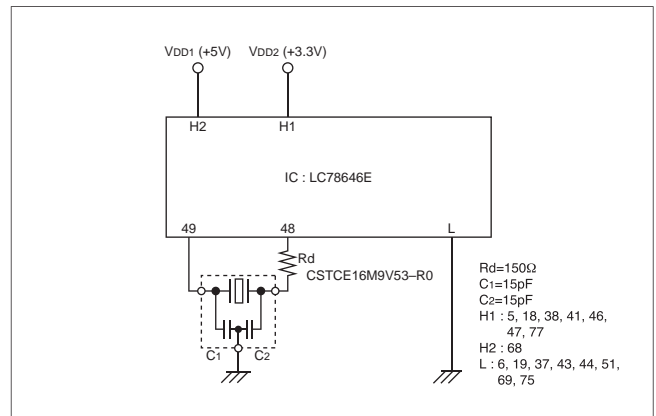 VDD1 (+5V) VDD2 (+3.3V)
H2 H1
IC : LC78646E
49 48 L
Rd
CSTCE16M9V53–R0
C1 C2
Rd=150Ω
C1=15pF
C2=15pF
H1 : 5, 18, 38, 41, 46,
47, 77
H2 : 68
L : 6, 19, 37, 43, 44, 51,
69, 75